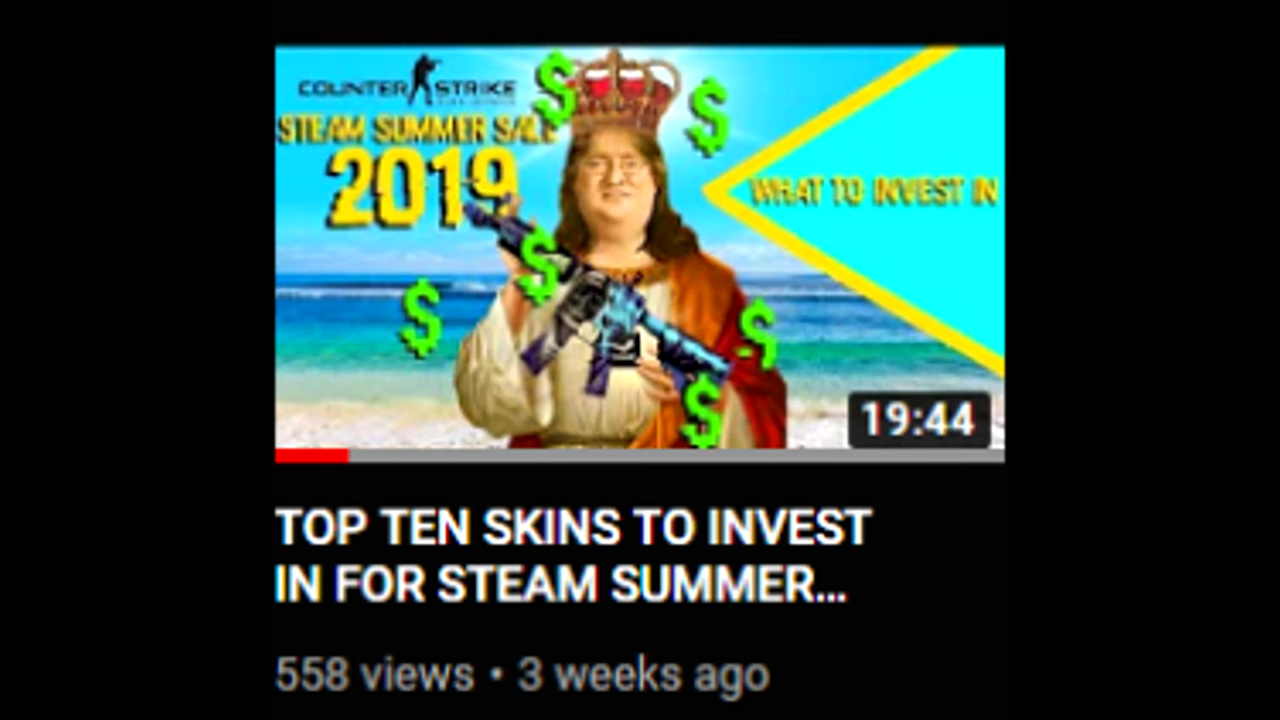 COUNTER STRIKE
STEAM SUMMER SALE
2019
WHAT TO INVEST IN
19:44
TOP TEN SKINS TO INVEST
IN FOR STEAM SUMMER...
558 views • 3 weeks ago